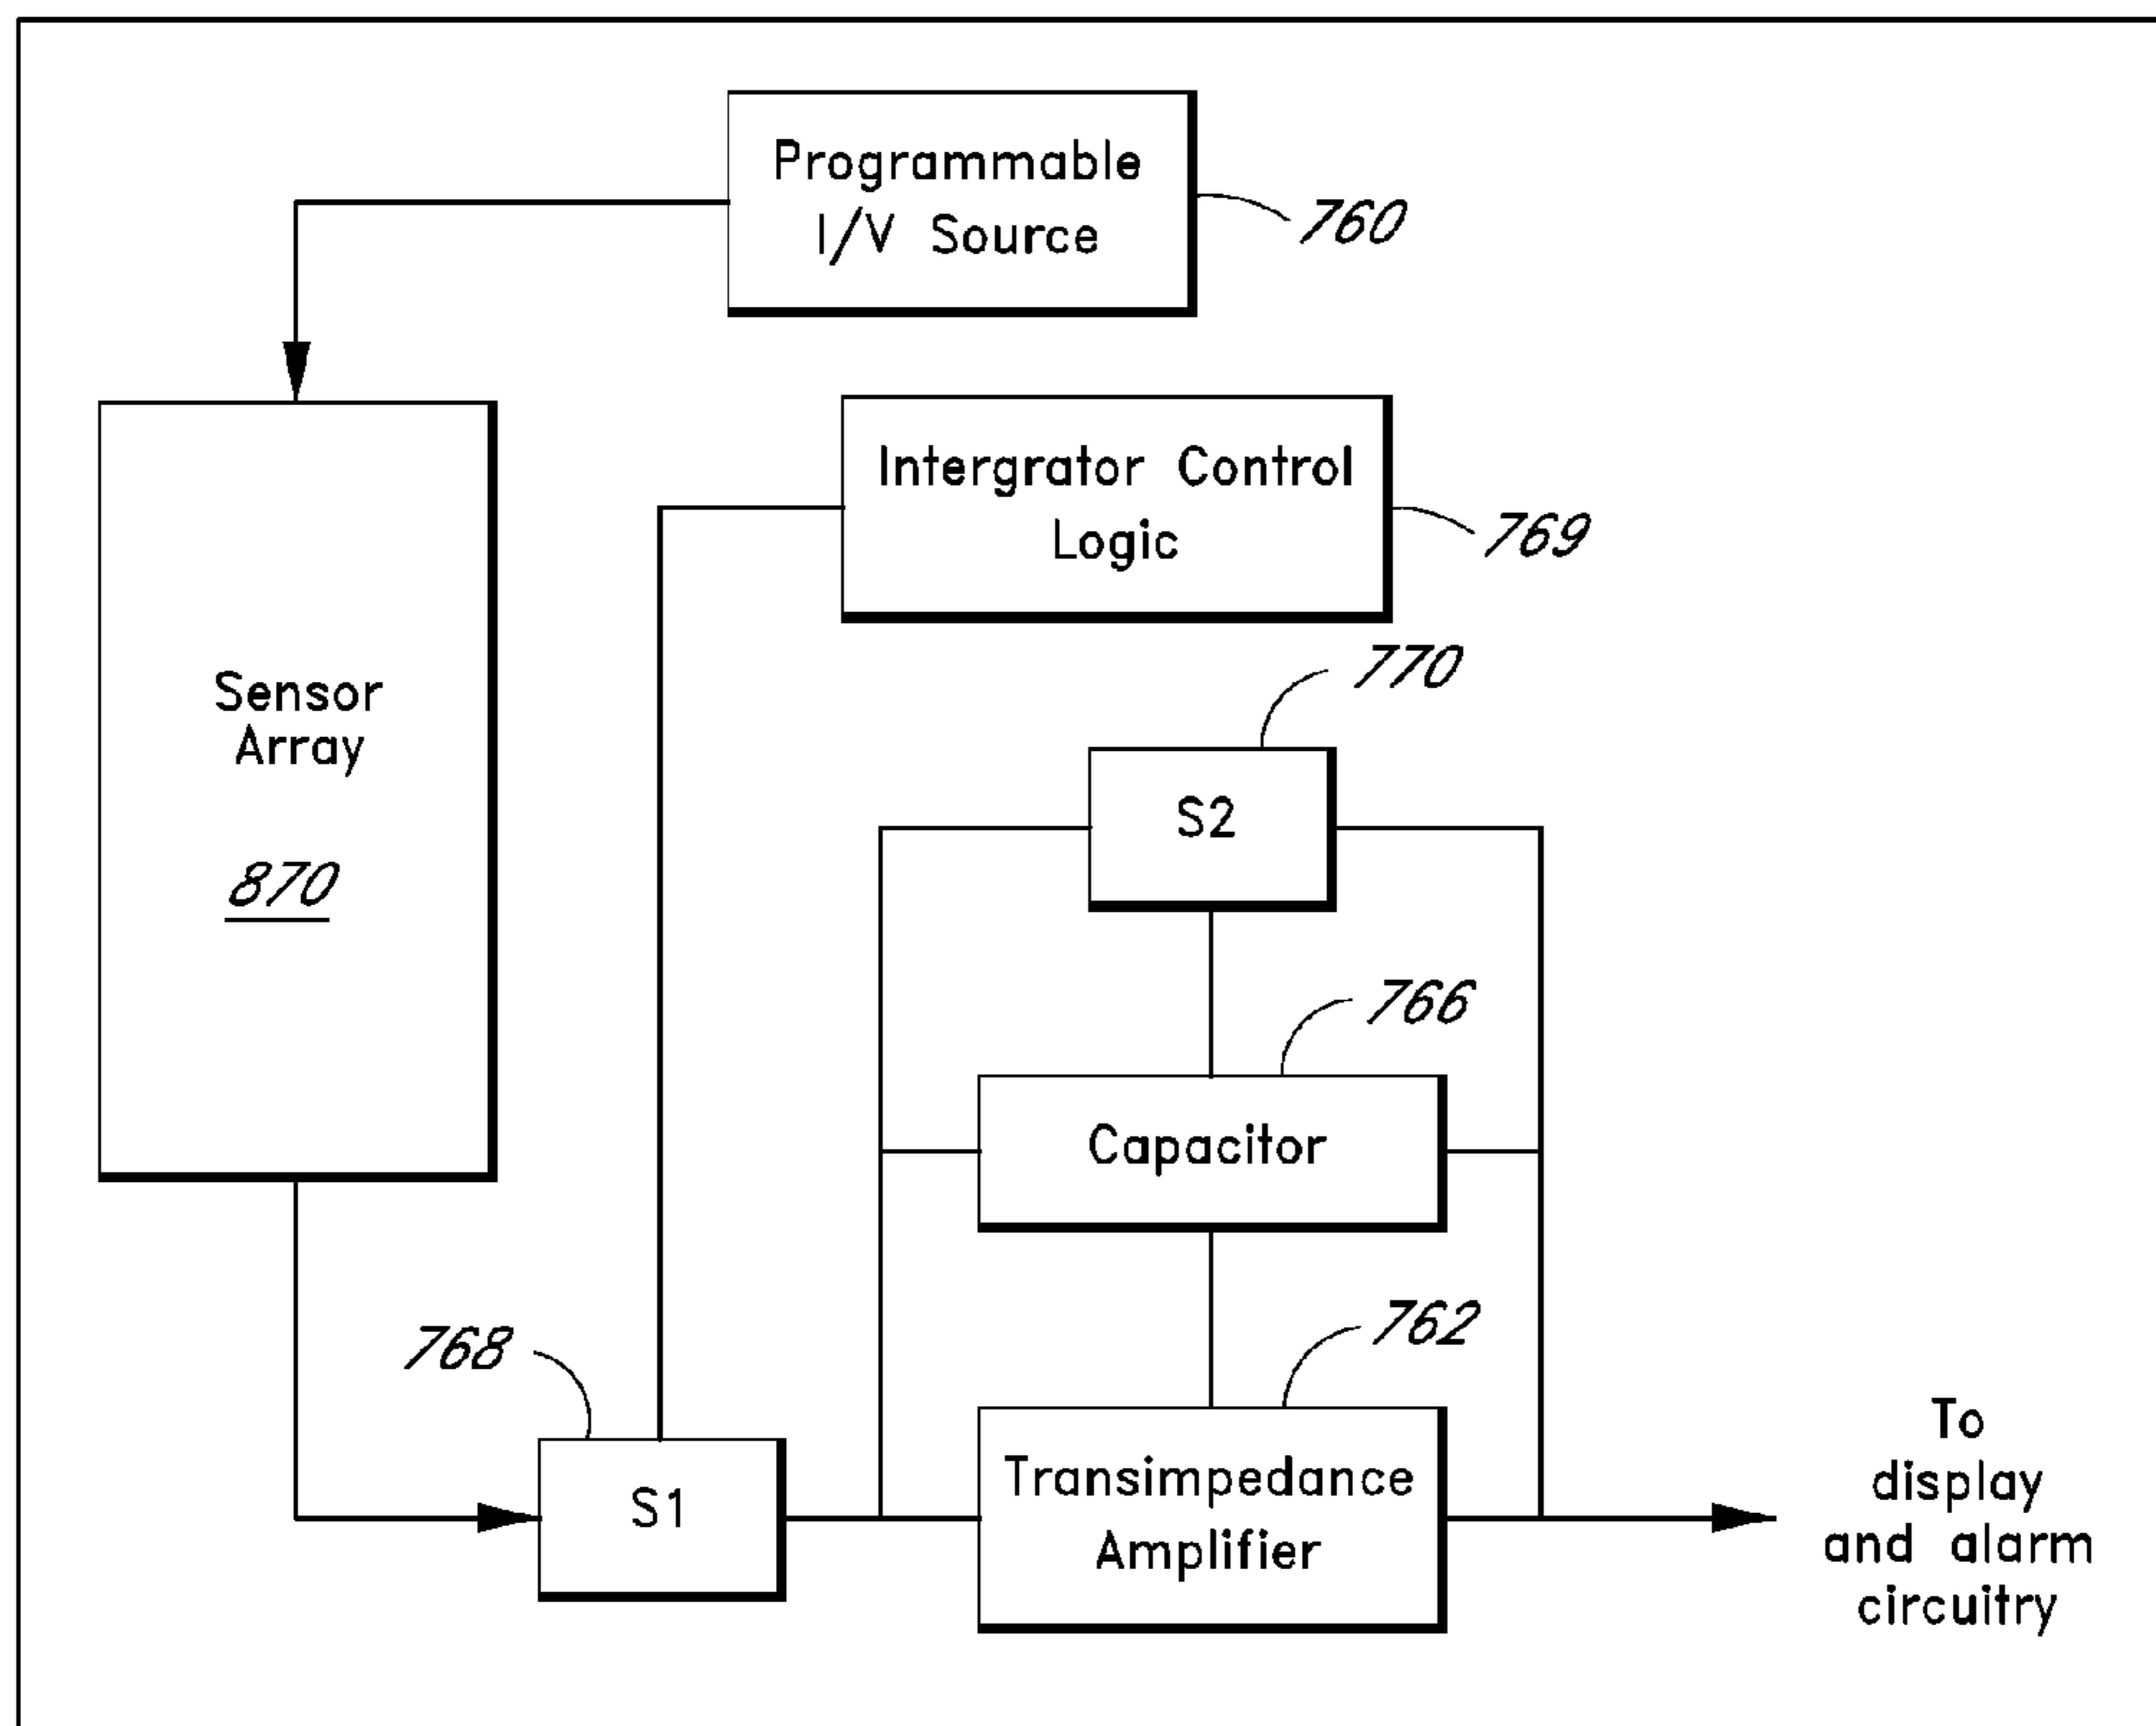 Programmable
I/V Source
760
Intergrator Control
Logic
769
Sensor
Array
870
770
S2
766
Capacitor
768
762
S1
Transimpedance
Amplifier
To
display
and alarm
circuitry